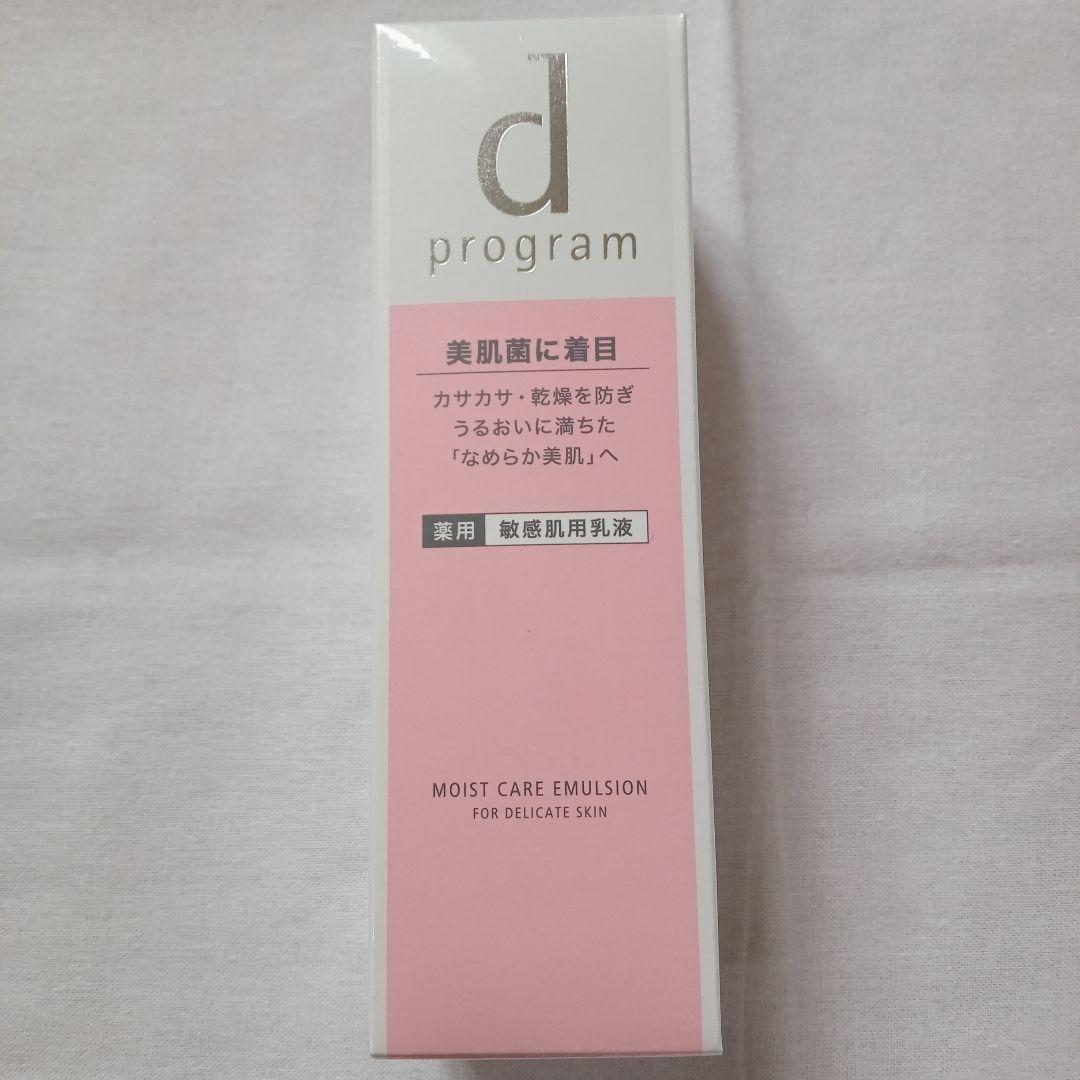 d
program
美肌菌に着目
カサカサ・乾燥を防ぎ
うるおいに満ちた
「なめらか美肌」へ
薬用 敏感肌用乳液
MOIST CARE EMULSION
FOR DELICATE SKIN